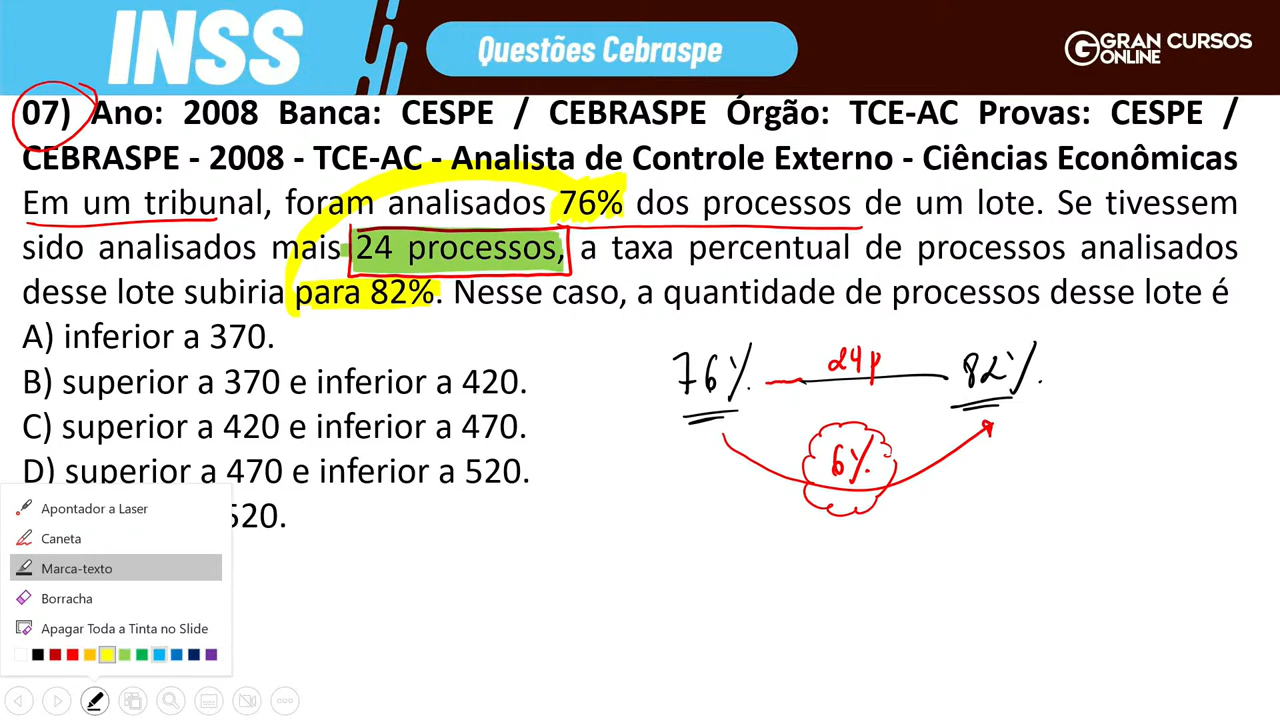 INSS
Questões Cebraspe
GRAN CURSOS
ONLINE
07) Ano: 2008 Banca: CESPE / CEBRASPE Órgão: TCE-AC Provas: CESPE /
CEBRASPE - 2008 - TCE-AC - Analista de Controle Externo - Ciências Econômicas
Em um tribunal, foram analisados 76% dos processos de um lote. Se tivessem
sido analisados mais 24 processos, a taxa percentual de processos analisados
desse lote subiria para 82%. Nesse caso, a quantidade de processos desse lote é
A) inferior a 370.
B) superior a 370 e inferior a 420.
C) superior a 420 e inferior a 470.
D) superior a 470 e inferior a 520.
520.
76%.
24p
82%.
6%.
Apontador a Laser
Caneta
Marca-texto
Borracha
Apagar Toda a Tinta no Slide